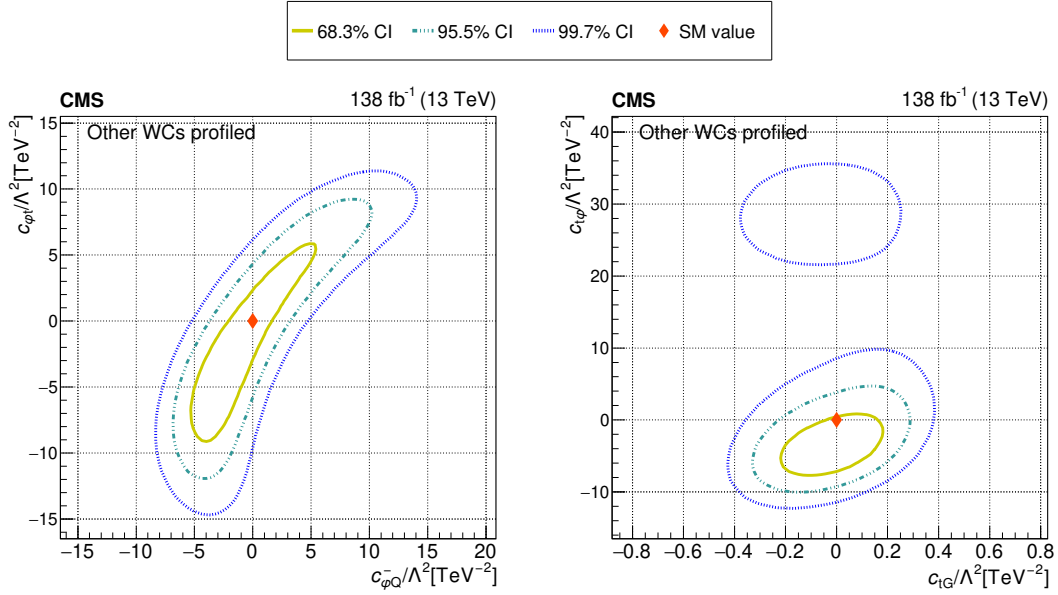 68.3% CI 95.5% CI 99.7% CI SM value
CMS 138 fb⁻¹ (13 TeV)
Other WCs profiled
c_φt/Λ² [TeV⁻²]
15
10
5
0
−5
−10
−15
−15 −10 −5 0 5 10 15 20
c⁻_φQ/Λ² [TeV⁻²]
CMS 138 fb⁻¹ (13 TeV)
Other WCs profiled
c_tφ/Λ² [TeV⁻²]
40
30
20
10
0
−10
−0.8 −0.6 −0.4 −0.2 0 0.2 0.4 0.6 0.8
c_tG/Λ² [TeV⁻²]